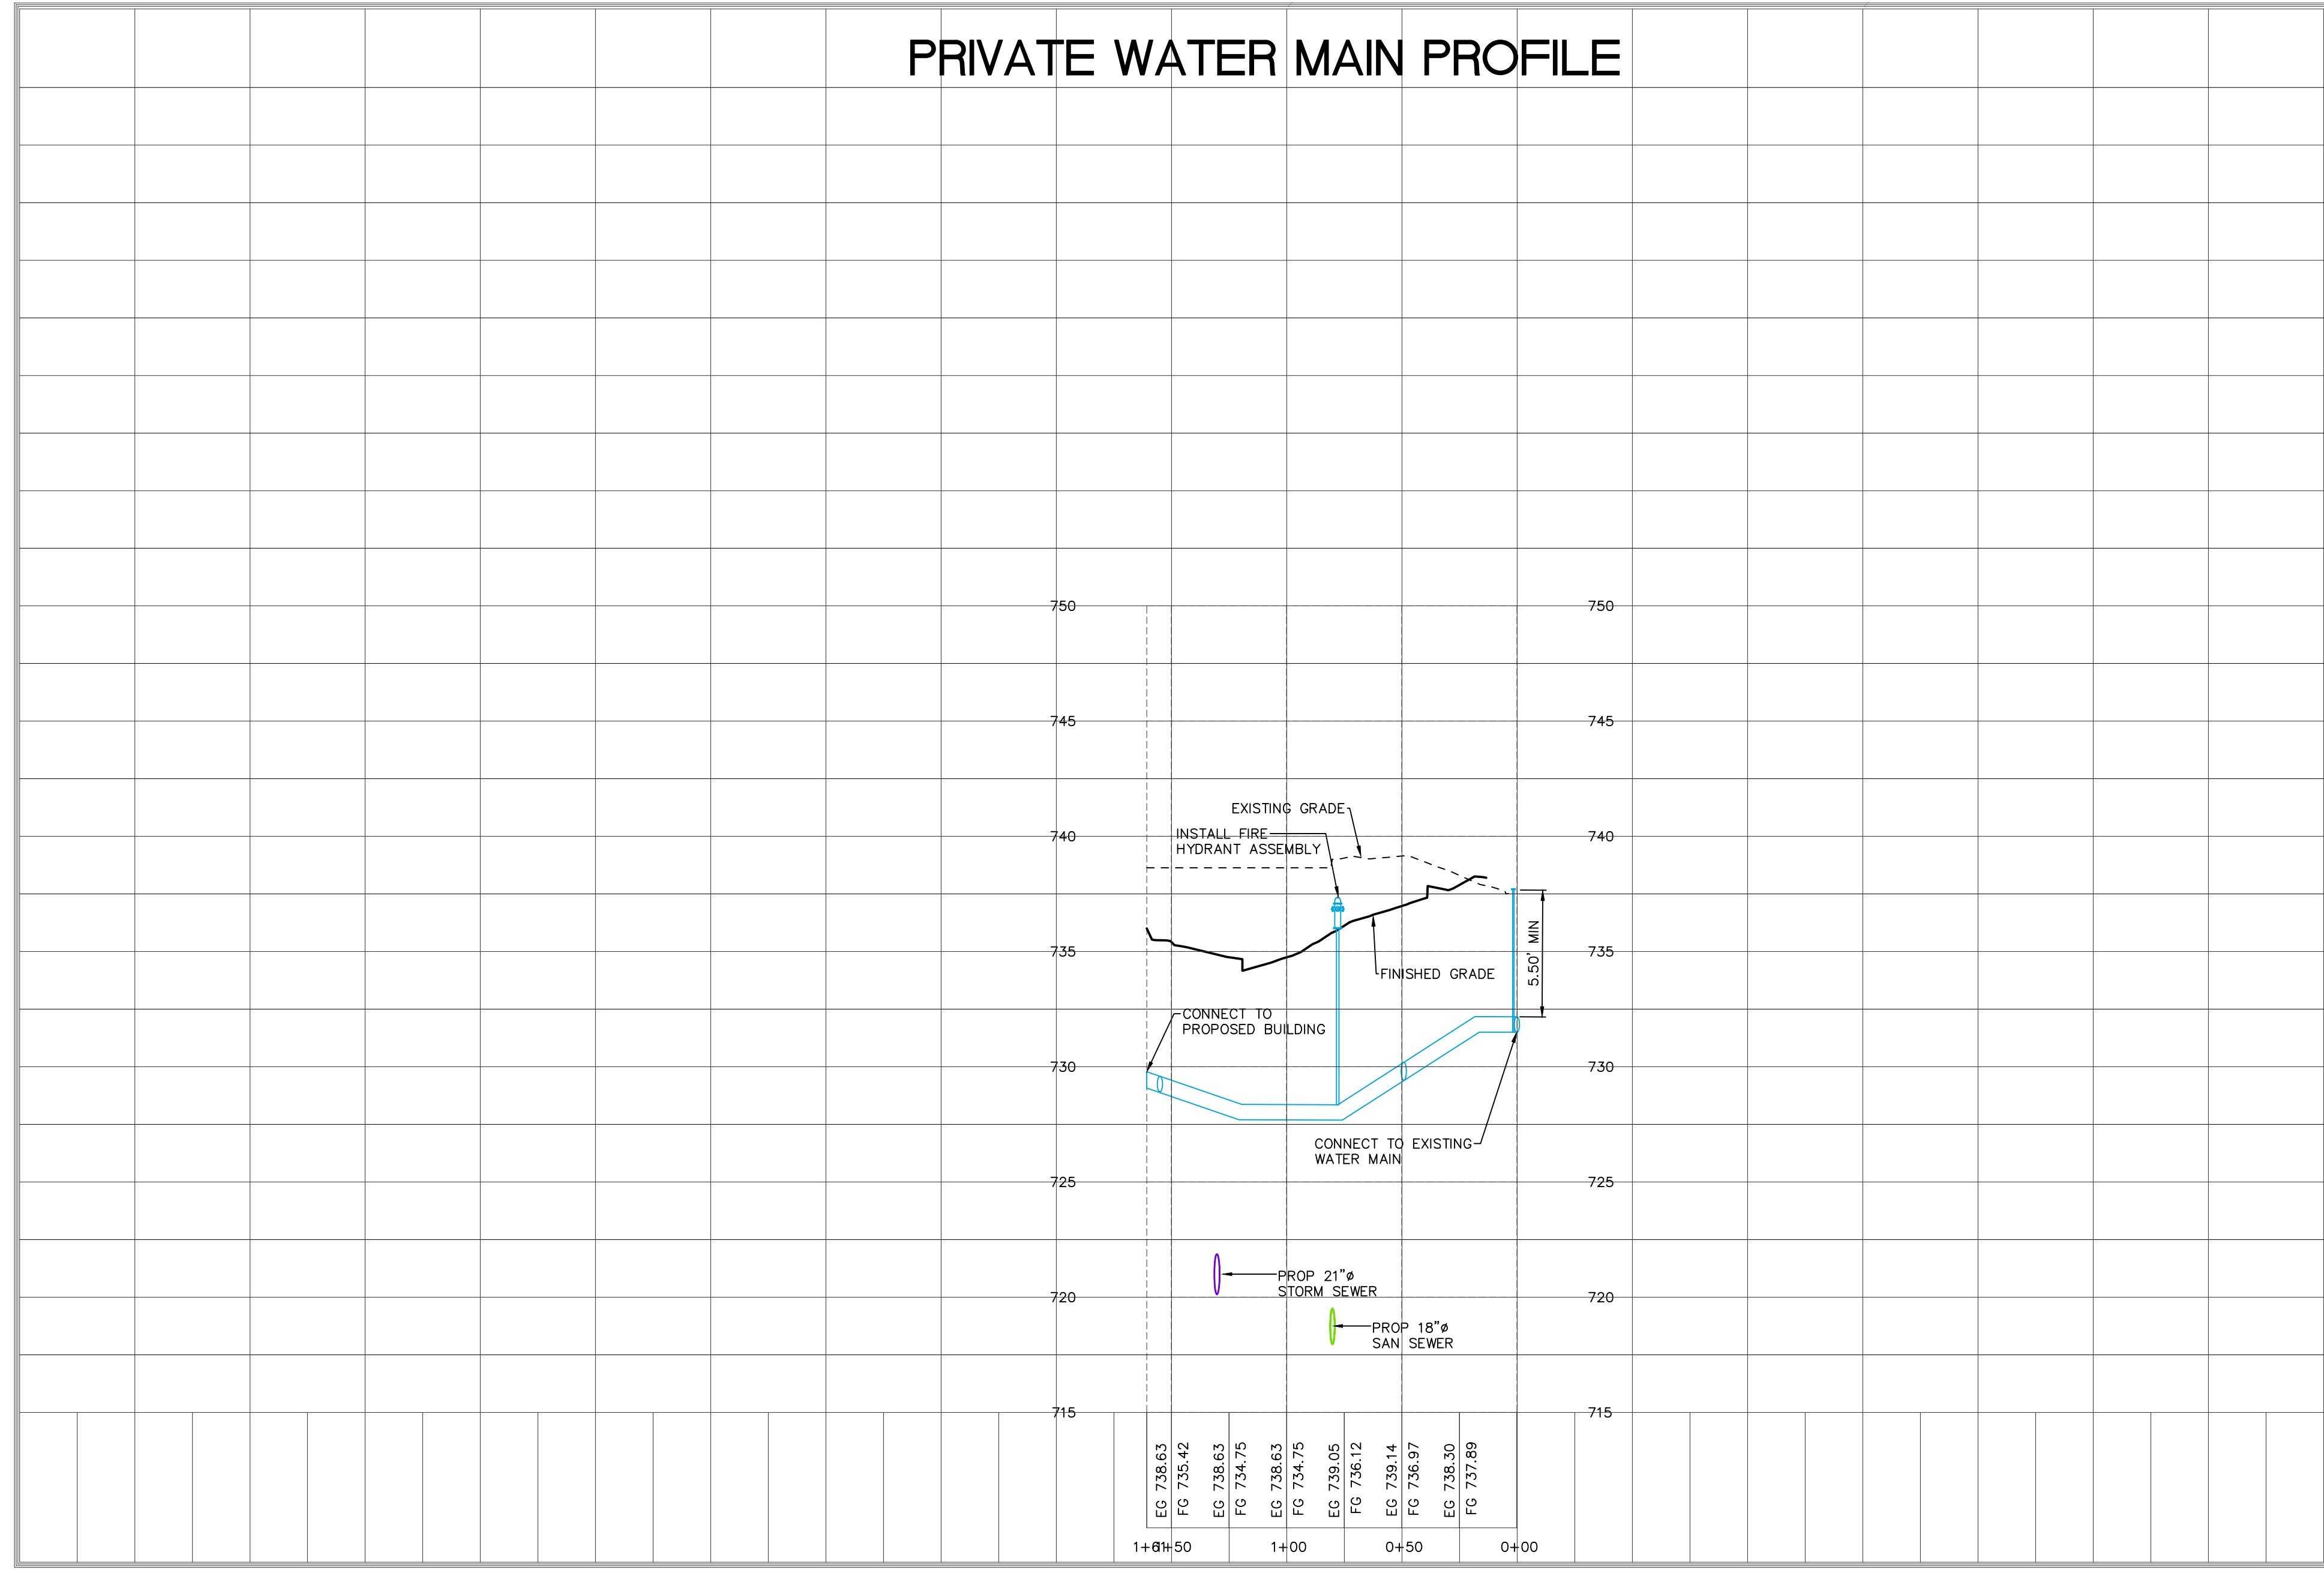 PRIVATE WATER MAIN PROFILE
750 750
745 745
EXISTING GRADE
740 740
INSTALL FIRE
HYDRANT ASSEMBLY
735 735
5.50' MIN
FINISHED GRADE
CONNECT TO
PROPOSED BUILDING
730 730
CONNECT TO EXISTING
WATER MAIN
725 725
PROP 21"ø
STORM SEWER
720 720
PROP 18"ø
SAN SEWER
715 715
EG 738.63
FG 735.42
EG 738.63
FG 734.75
EG 738.63
FG 734.75
EG 739.05
FG 736.12
EG 739.14
FG 736.97
EG 738.30
FG 737.89
1+50 1+00 0+50 0+00